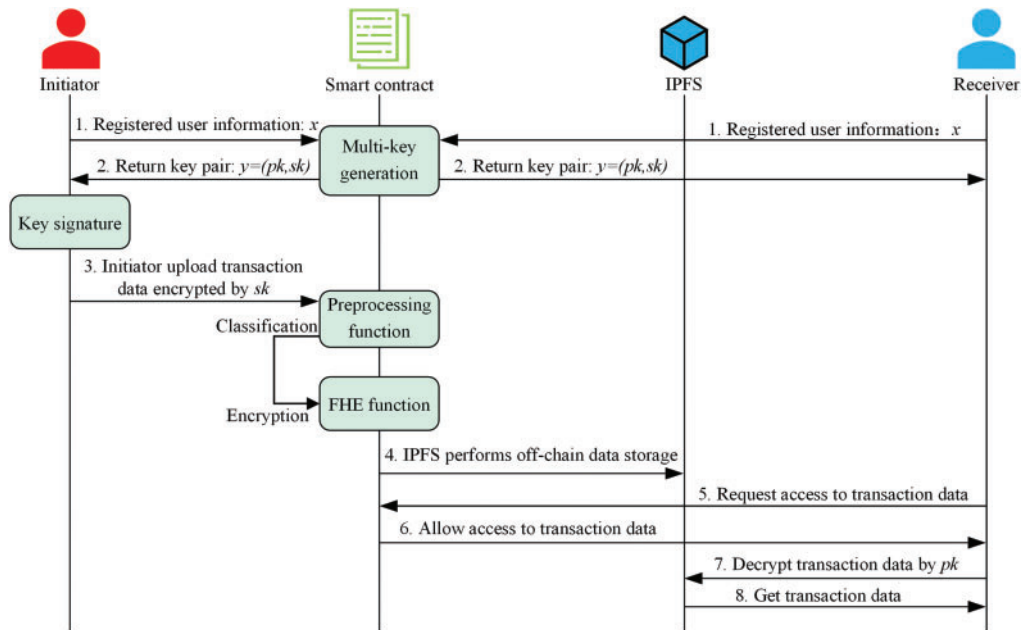 Initiator
Smart contract
IPFS
Receiver
1. Registered user information: x
1. Registered user information：x
Multi-key
generation
2. Return key pair: y=(pk,sk)
2. Return key pair: y=(pk,sk)
Key signature
3. Initiator upload transaction
data encrypted by sk
Preprocessing
function
Classification
FHE function
Encryption
4. IPFS performs off-chain data storage
5. Request access to transaction data
6. Allow access to transaction data
7. Decrypt transaction data by pk
8. Get transaction data